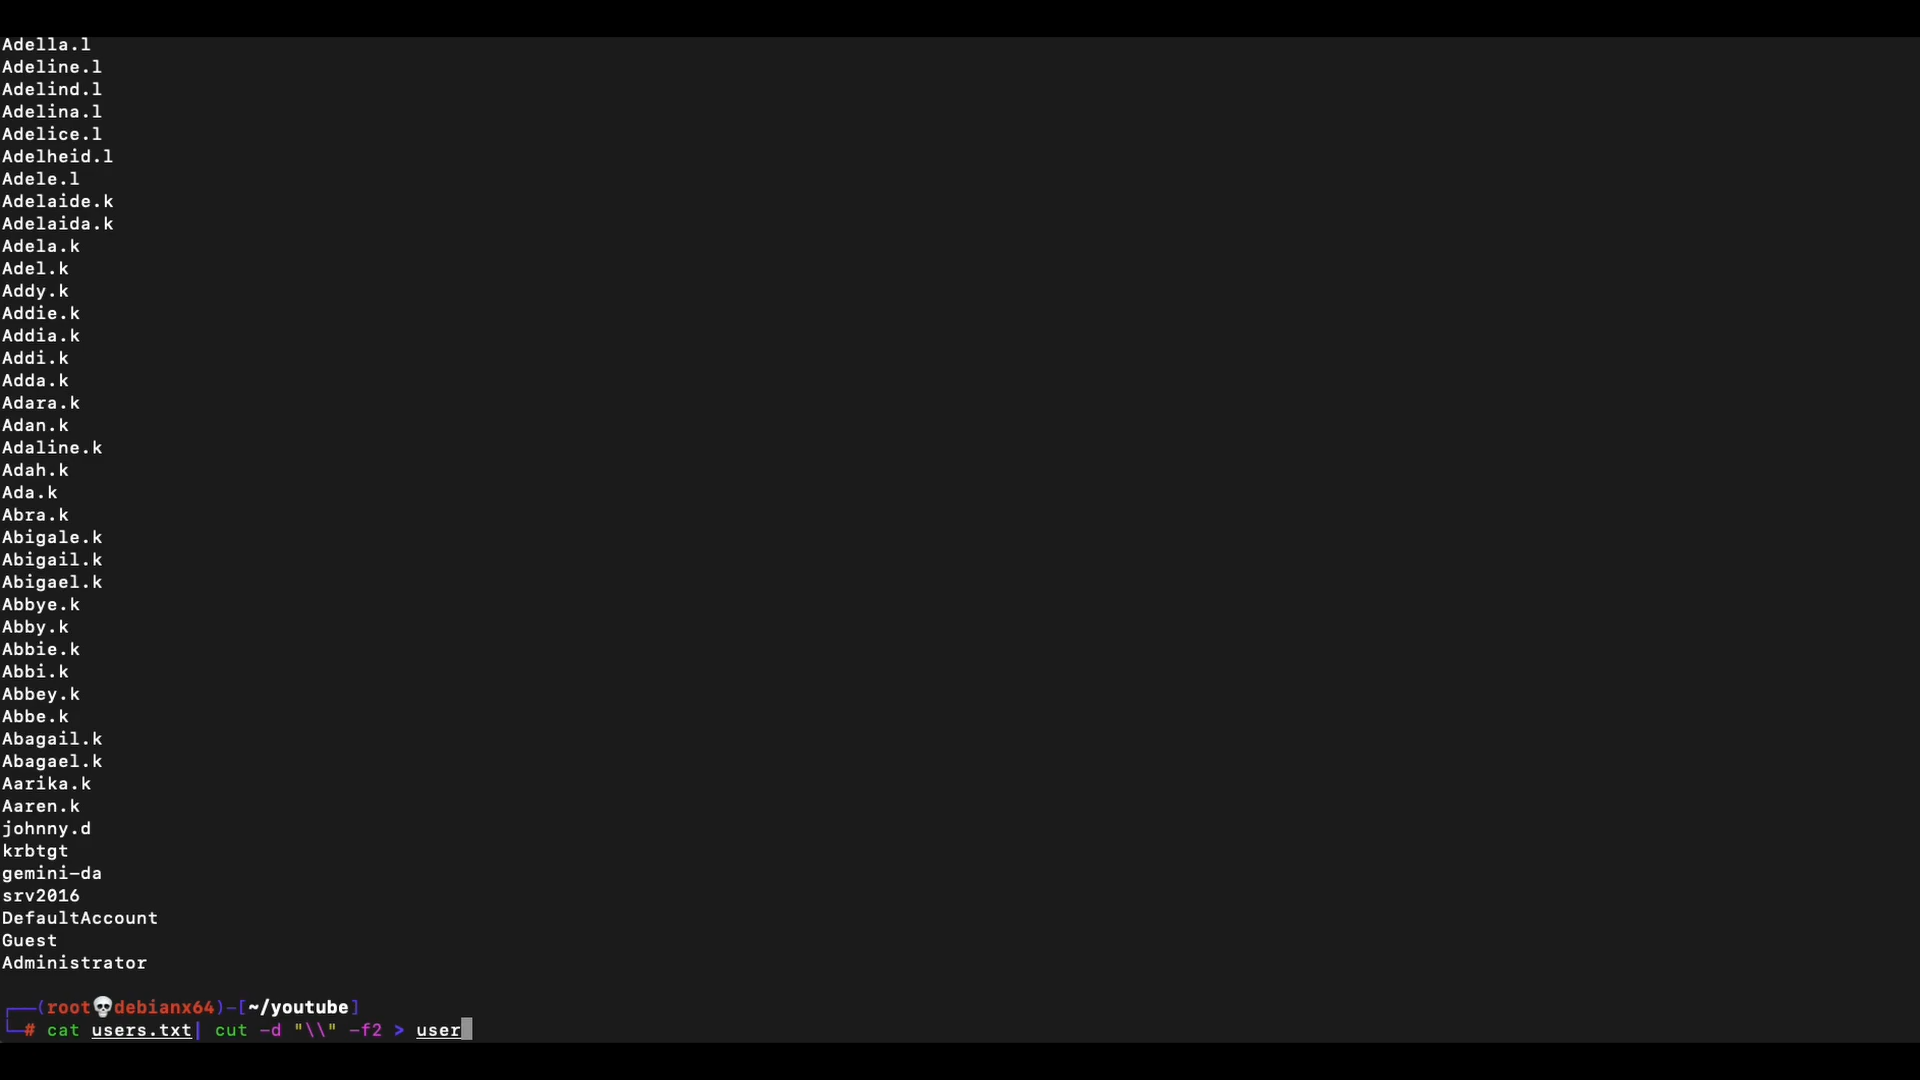 Adella.l
Adeline.l
Adelind.l
Adelina.l
Adelice.l
Adelheid.l
Adele.l
Adelaide.k
Adelaida.k
Adela.k
Adel.k
Addy.k
Addie.k
Addia.k
Addi.k
Adda.k
Adara.k
Adan.k
Adaline.k
Adah.k
Ada.k
Abra.k
Abigale.k
Abigail.k
Abigael.k
Abbye.k
Abby.k
Abbie.k
Abbi.k
Abbey.k
Abbe.k
Abagail.k
Abagael.k
Aarika.k
Aaren.k
johnny.d
krbtgt
gemini-da
srv2016
DefaultAccount
Guest
Administrator
┌──(root💀debianx64)-[~/youtube]
└─# cat users.txt| cut -d "\\" -f2 > user